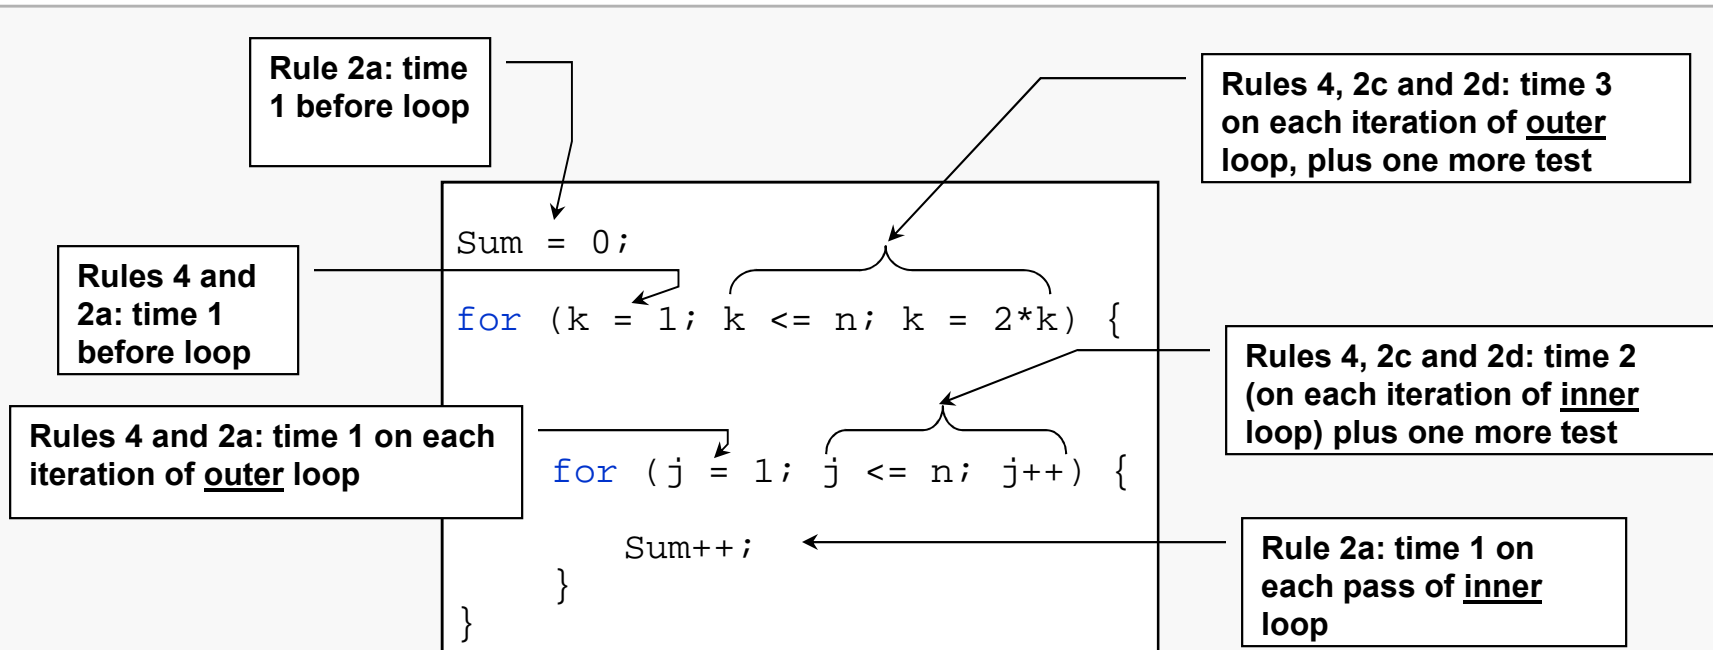 Rule 2a: time
1 before loop
Rules 4, 2c and 2d: time 3
on each iteration of outer
loop, plus one more test
Sum = 0;
Rules 4 and
2a: time 1
before loop
for (k = 1; k <= n; k = 2*k) {
Rules 4, 2c and 2d: time 2
(on each iteration of inner
loop) plus one more test
Rules 4 and 2a: time 1 on each
iteration of outer loop
for (j = 1; j <= n; j++) {
Sum++;
Rule 2a: time 1 on
each pass of inner
loop
}
}